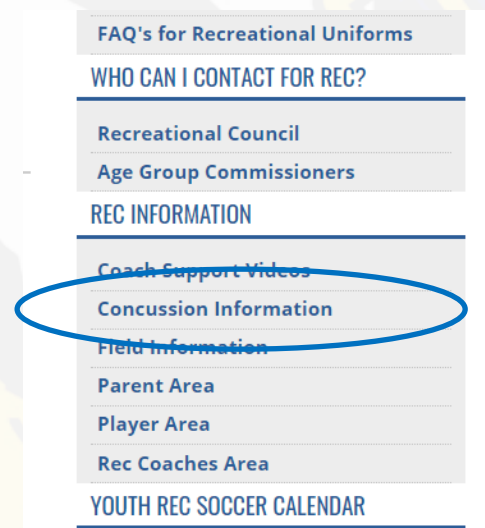 FAQ's for Recreational Uniforms
WHO CAN I CONTACT FOR REC?
Recreational Council
Age Group Commissioners
REC INFORMATION
Coach Support Videos
Concussion Information
Field Information
Parent Area
Player Area
Rec Coaches Area
YOUTH REC SOCCER CALENDAR